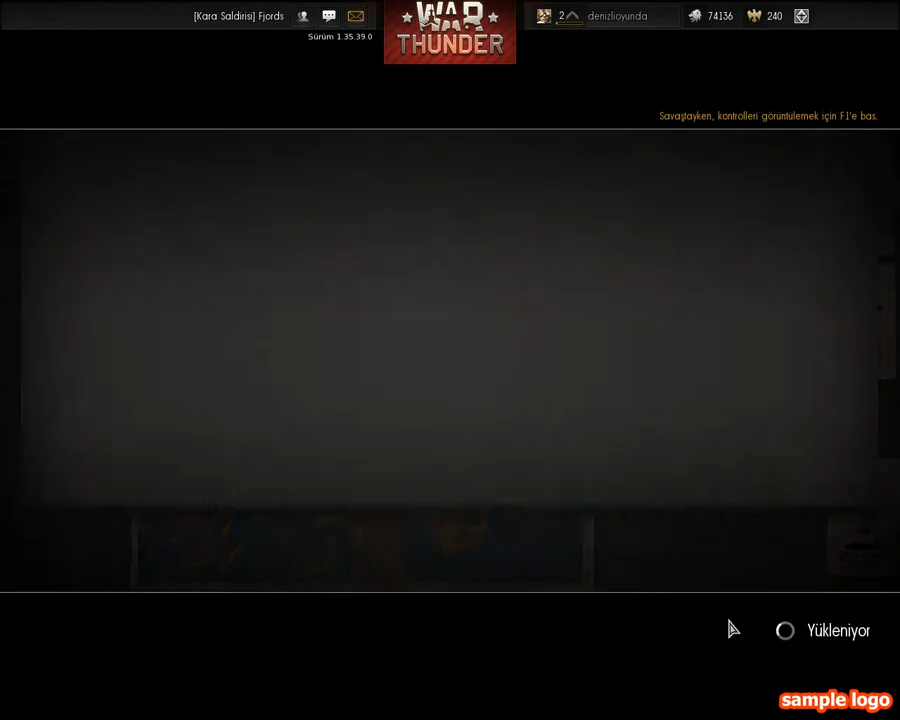 [Kara Saldirisi] Fjords
Sürüm 1.35.39.0
WAR
THUNDER
2
denizlioyunda
74136
240
Savaştayken, kontrolleri görüntülemek için F1'e bas.
Yükleniyor
sample logo